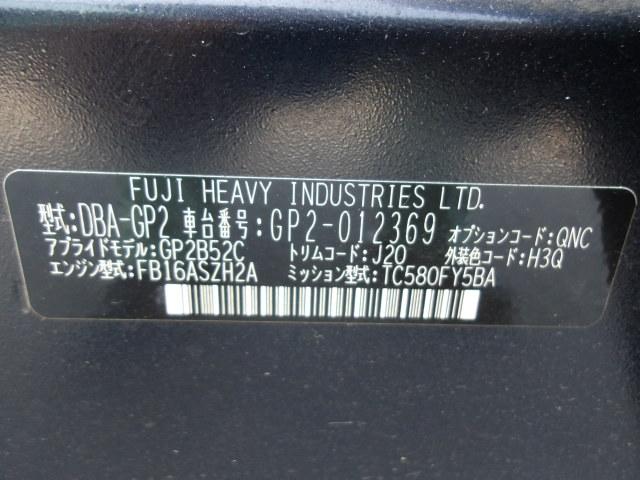 FUJI HEAVY INDUSTRIES LTD.
型式:DBA-GP2 車台番号:GP2-012369 オプションコード:QNC
アプライドモデル:GP2B52C トリムコード:J20 外装色コード:H3Q
エンジン型式:FB16ASZH2A ミッション型式:TC580FY5BA